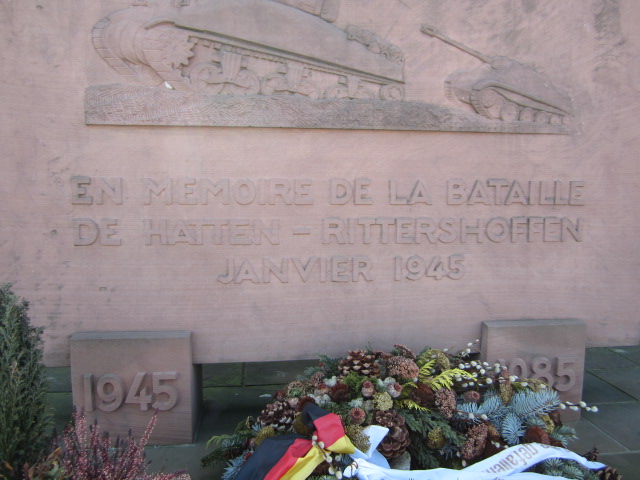 EN MEMOIRE DE LA BATAILLE
DE HATTEN - RITTERSHOFFEN
JANVIER 1945
1945
1985